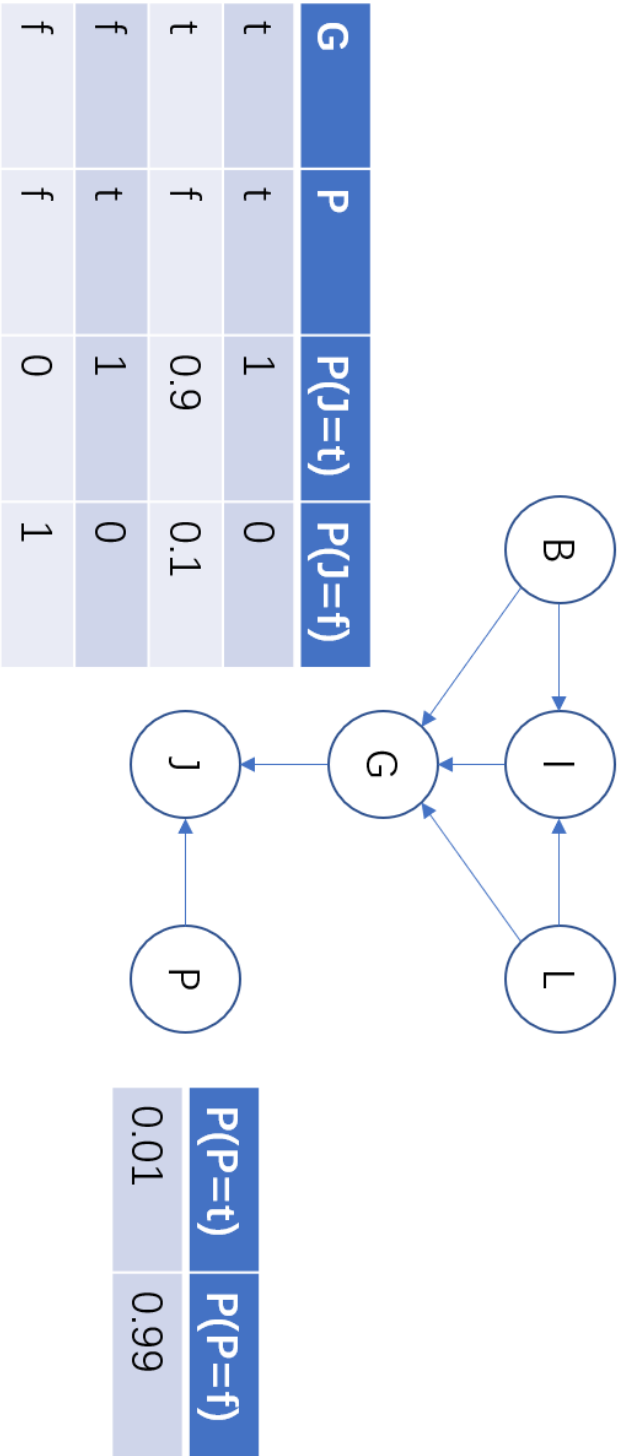 B
I
L
G
J
P
G P P(J=t) P(J=f)
t t 1 0
t f 0.9 0.1
f t 1 0
f f 0 1
P(P=t) P(P=f)
0.01 0.99